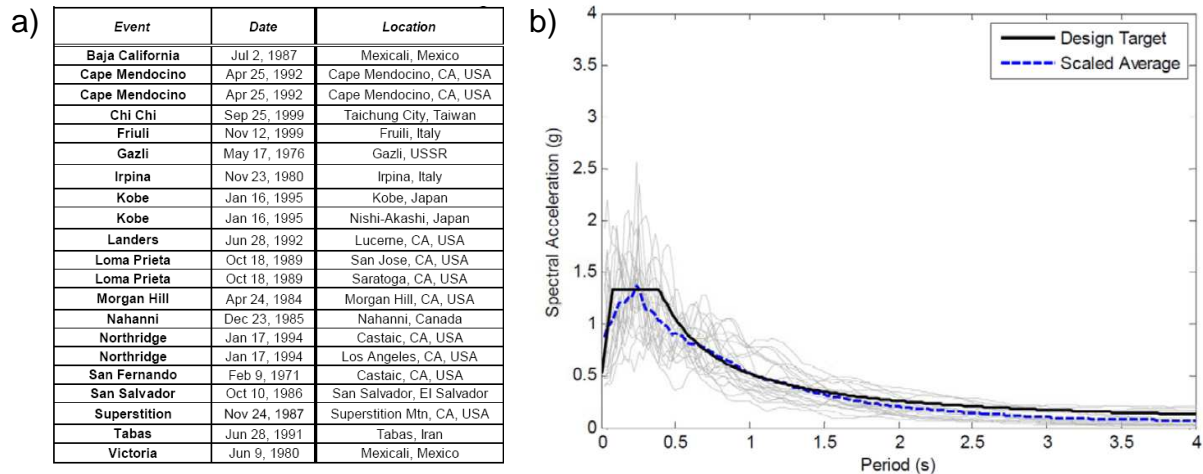 a)
Event Date Location
Baja California Jul 2, 1987 Mexicali, Mexico
Cape Mendocino Apr 25, 1992 Cape Mendocino, CA, USA
Cape Mendocino Apr 25, 1992 Cape Mendocino, CA, USA
Chi Chi Sep 25, 1999 Taichung City, Taiwan
Friuli Nov 12, 1999 Fruili, Italy
Gazli May 17, 1976 Gazli, USSR
Irpina Nov 23, 1980 Irpina, Italy
Kobe Jan 16, 1995 Kobe, Japan
Kobe Jan 16, 1995 Nishi-Akashi, Japan
Landers Jun 28, 1992 Lucerne, CA, USA
Loma Prieta Oct 18, 1989 San Jose, CA, USA
Loma Prieta Oct 18, 1989 Saratoga, CA, USA
Morgan Hill Apr 24, 1984 Morgan Hill, CA, USA
Nahanni Dec 23, 1985 Nahanni, Canada
Northridge Jan 17, 1994 Castaic, CA, USA
Northridge Jan 17, 1994 Los Angeles, CA, USA
San Fernando Feb 9, 1971 Castaic, CA, USA
San Salvador Oct 10, 1986 San Salvador, El Salvador
Superstition Nov 24, 1987 Superstition Mtn, CA, USA
Tabas Jun 28, 1991 Tabas, Iran
Victoria Jun 9, 1980 Mexicali, Mexico
b)
Design Target
Scaled Average
Spectral Acceleration (g)
4
3.5
3
2.5
2
1.5
1
0.5
0
0 0.5 1 1.5 2 2.5 3 3.5 4
Period (s)